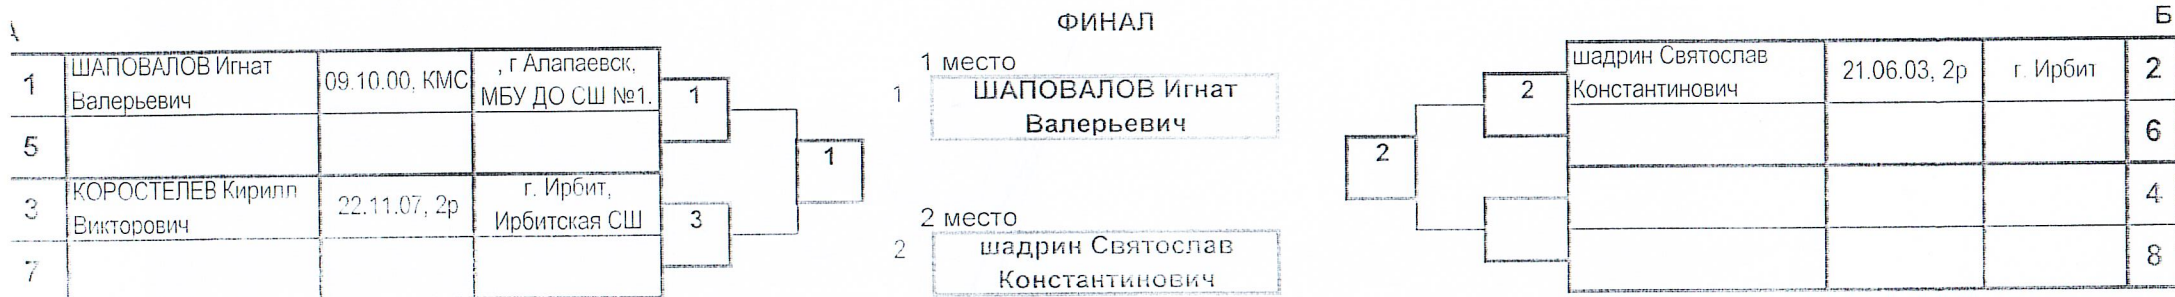 ФИНАЛ
Б
1
ШАПОВАЛОВ Игнат
Валерьевич
09.10.00, КМС
, г Алапаевск,
МБУ ДО СШ №1.
5
3
КОРОСТЕЛЕВ Кирилл
Викторович
22.11.07, 2р
г. Ирбит,
Ирбитская СШ
7
1
3
1
1 место
1
ШАПОВАЛОВ Игнат
Валерьевич
2 место
2
шадрин Святослав
Константинович
2
2
шадрин Святослав
Константинович
21.06.03, 2р
г. Ирбит
2
6
4
8